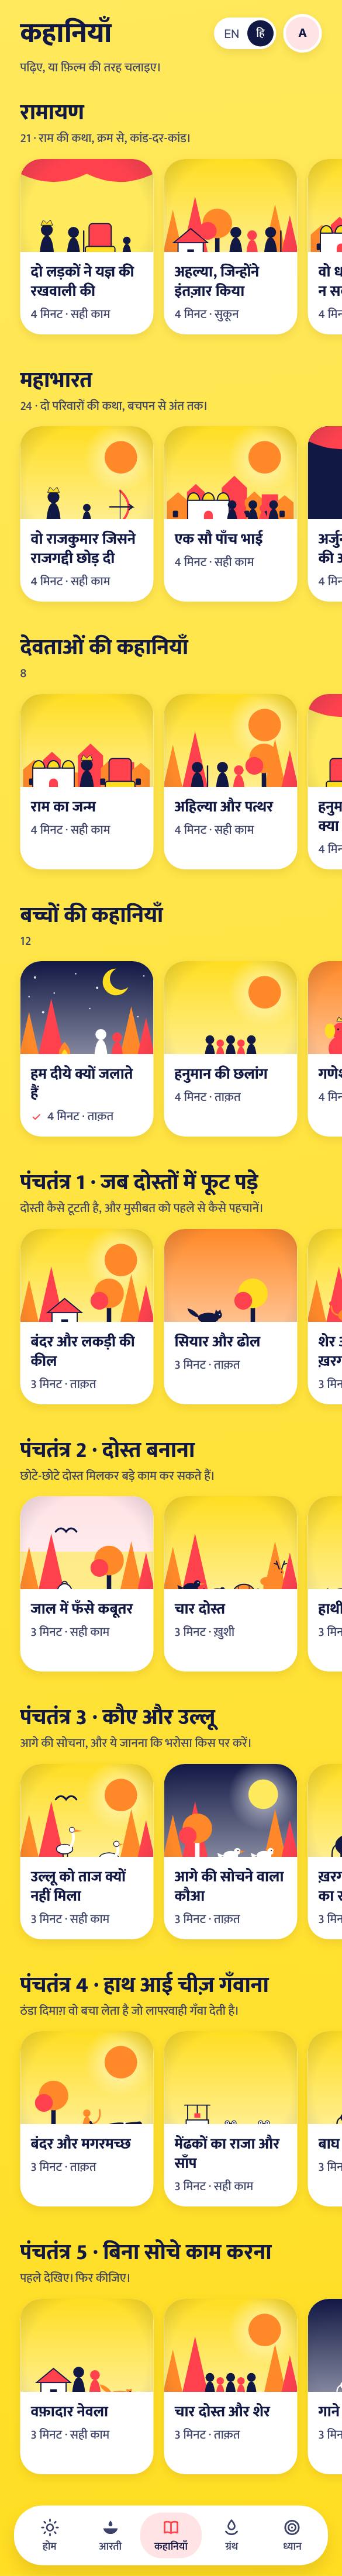 कहानियाँ
EN हि A
पढ़िए, या फ़िल्म की तरह चलाइए।
रामायण
21 · राम की कथा, क्रम से, कांड-दर-कांड।
दो लड़कों ने यज्ञ की
रखवाली की
4 मिनट · सही काम
अहल्या, जिन्होंने
इंतज़ार किया
4 मिनट · सुकून
महाभारत
24 · दो परिवारों की कथा, बचपन से अंत तक।
वो राजकुमार जिसने
राजगद्दी छोड़ दी
4 मिनट · सही काम
एक सौ पाँच भाई
4 मिनट · सही काम
देवताओं की कहानियाँ
8
राम का जन्म
4 मिनट · सही काम
अहिल्या और पत्थर
4 मिनट · सही काम
बच्चों की कहानियाँ
12
हम दीये क्यों जलाते
हैं
4 मिनट · ताक़त
हनुमान की छलांग
4 मिनट · ताक़त
पंचतंत्र 1 · जब दोस्तों में फूट पड़े
दोस्ती कैसे टूटती है, और मुसीबत को पहले से कैसे पहचानें।
बंदर और लकड़ी की
कील
3 मिनट · ताक़त
सियार और ढोल
3 मिनट · ताक़त
पंचतंत्र 2 · दोस्त बनाना
छोटे-छोटे दोस्त मिलकर बड़े काम कर सकते हैं।
जाल में फँसे कबूतर
3 मिनट · सही काम
चार दोस्त
3 मिनट · ख़ुशी
पंचतंत्र 3 · कौए और उल्लू
आगे की सोचना, और ये जानना कि भरोसा किस पर करें।
उल्लू को ताज क्यों
नहीं मिला
3 मिनट · सही काम
आगे की सोचने वाला
कौआ
3 मिनट · ताक़त
पंचतंत्र 4 · हाथ आई चीज़ गँवाना
ठंडा दिमाग़ वो बचा लेता है जो लापरवाही गँवा देती है।
बंदर और मगरमच्छ
3 मिनट · ताक़त
मेंढकों का राजा और
साँप
3 मिनट · सही काम
बाघ
पंचतंत्र 5 · बिना सोचे काम करना
पहले देखिए। फिर कीजिए।
वफ़ादार नेवला
3 मिनट · सही काम
चार दोस्त और शेर
3 मिनट · ताक़त
गाने
होम आरती कहानियाँ ग्रंथ ध्यान